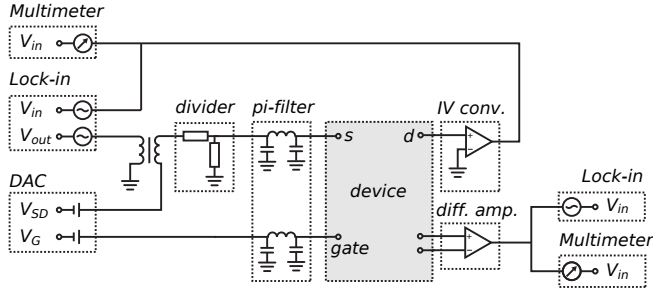 Multimeter
V_in
Lock-in
V_in
V_out
divider
pi-filter
IV conv.
s
d
+
−
device
DAC
V_SD
V_G
gate
diff. amp.
+
−
Lock-in
V_in
Multimeter
V_in